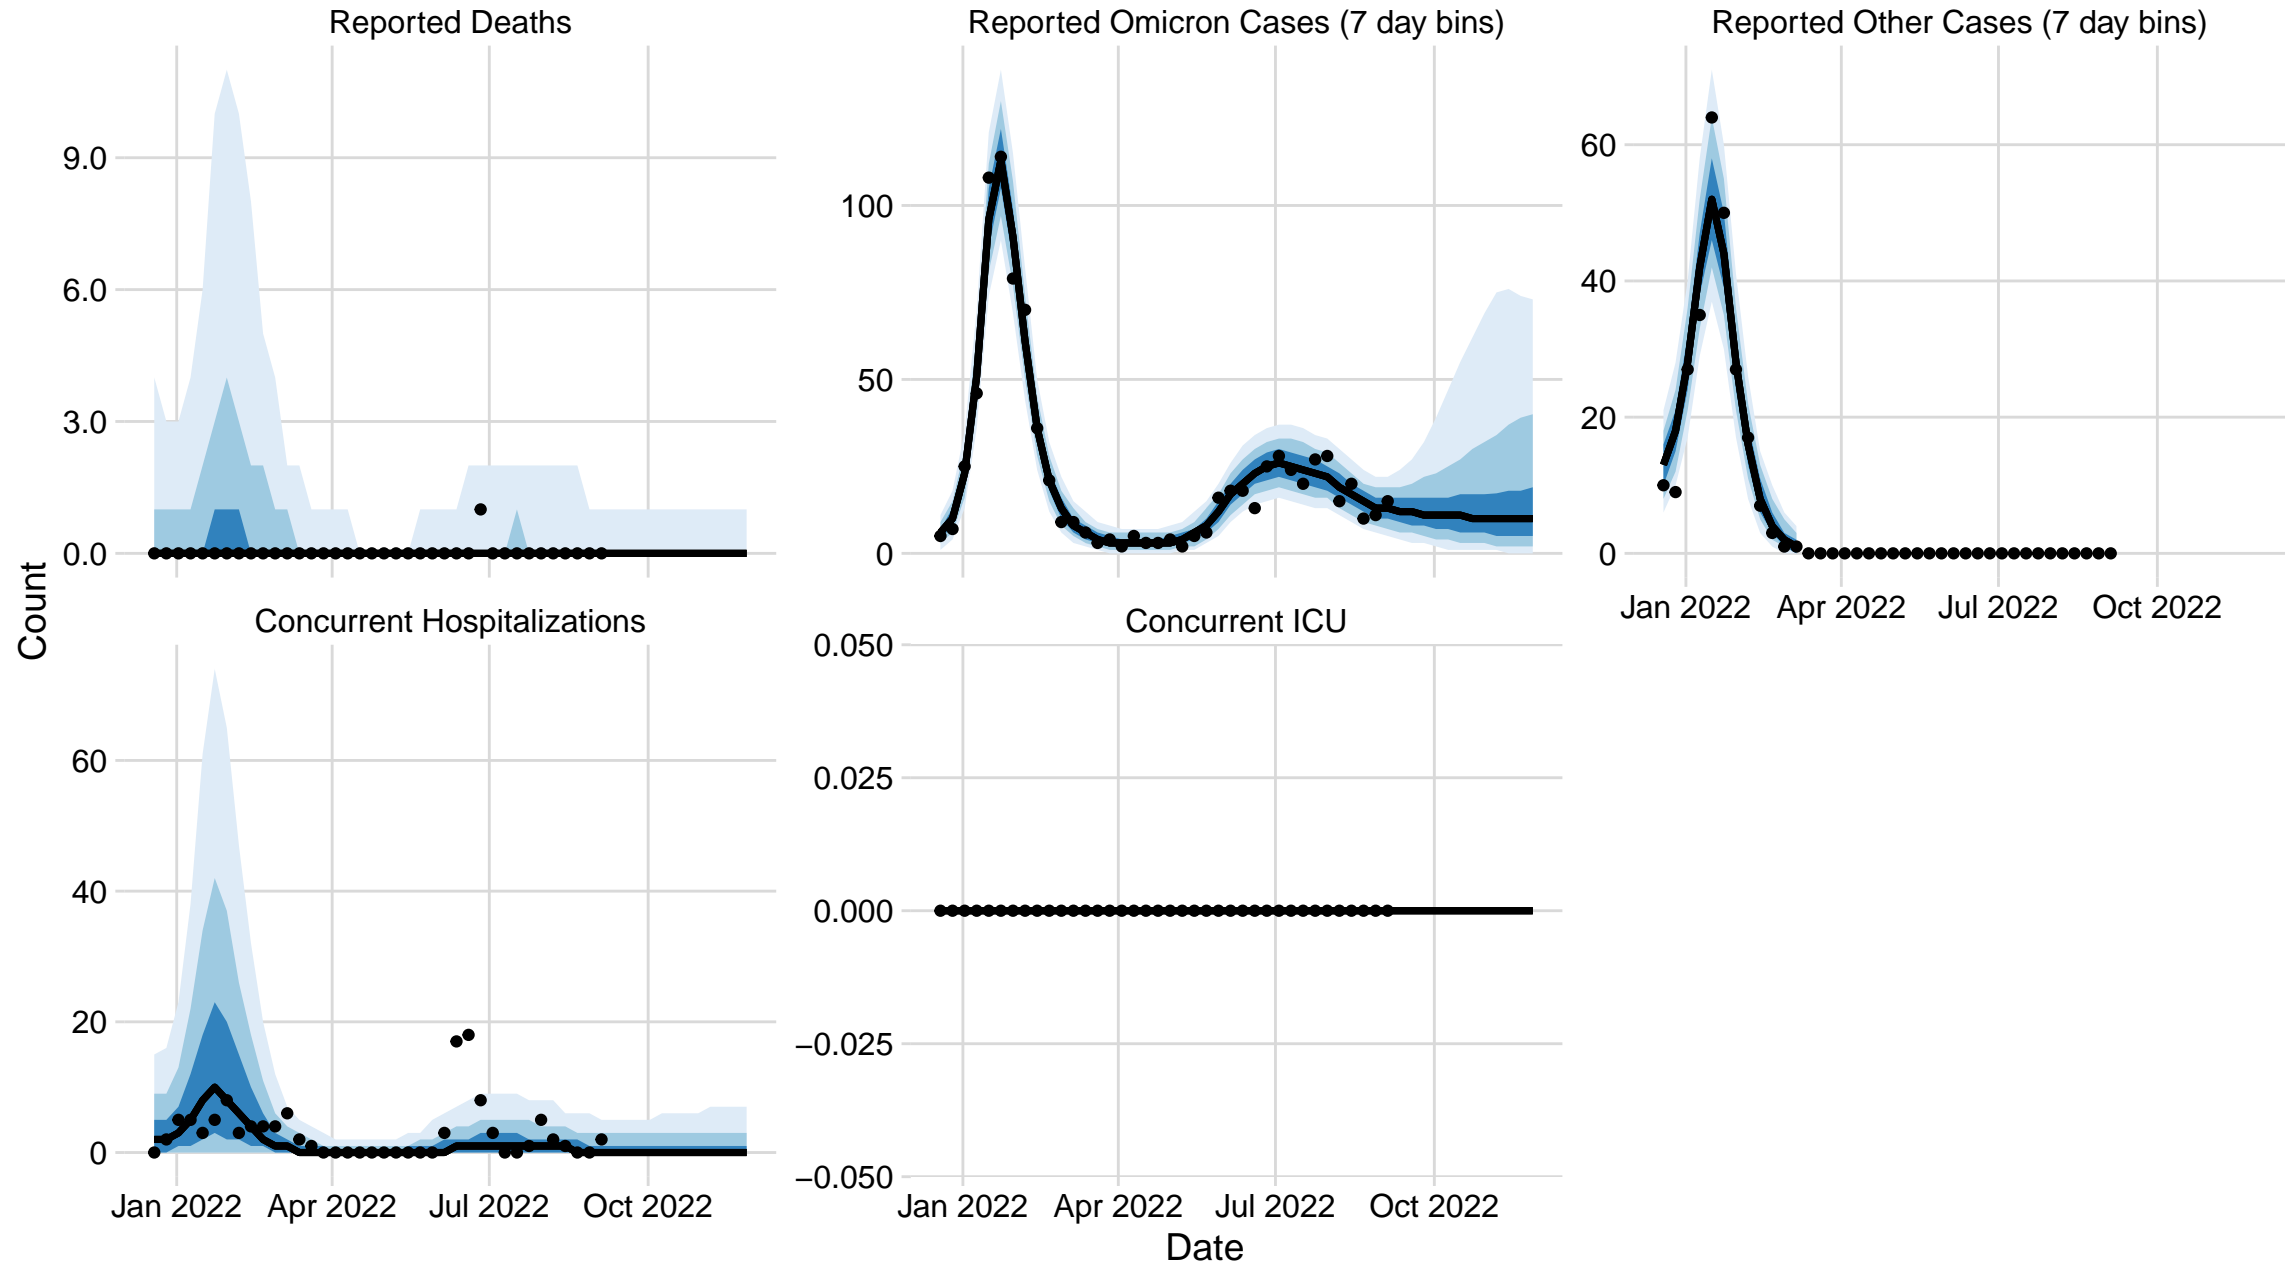 Reported Deaths
Reported Omicron Cases (7 day bins)
Reported Other Cases (7 day bins)
9.0
6.0
3.0
0.0
100
50
0
60
40
20
0
Jan 2022 Apr 2022 Jul 2022 Oct 2022
Count
Concurrent Hospitalizations
Concurrent ICU
60
40
20
0
0.050
0.025
0.000
−0.025
−0.050
Jan 2022 Apr 2022 Jul 2022 Oct 2022
Jan 2022 Apr 2022 Jul 2022 Oct 2022
Date